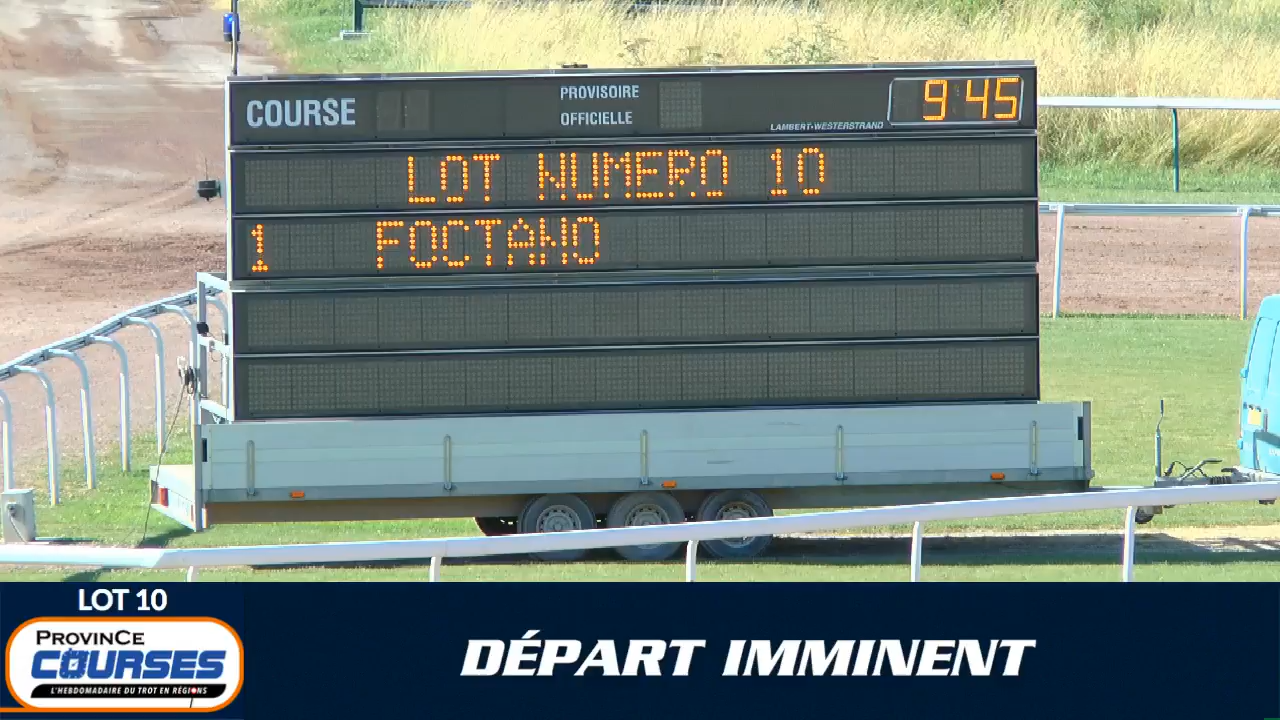 COURSE
PROVISOIRE
OFFICIELLE
LAMBERT-WESTERSTRAND
9 45
LOT NUMERO 10
1 FOCTANO
LOT 10
PROVINCE
COURSES
L'HEBDOMADAIRE DU TROT EN RÉGIONS
DÉPART IMMINENT